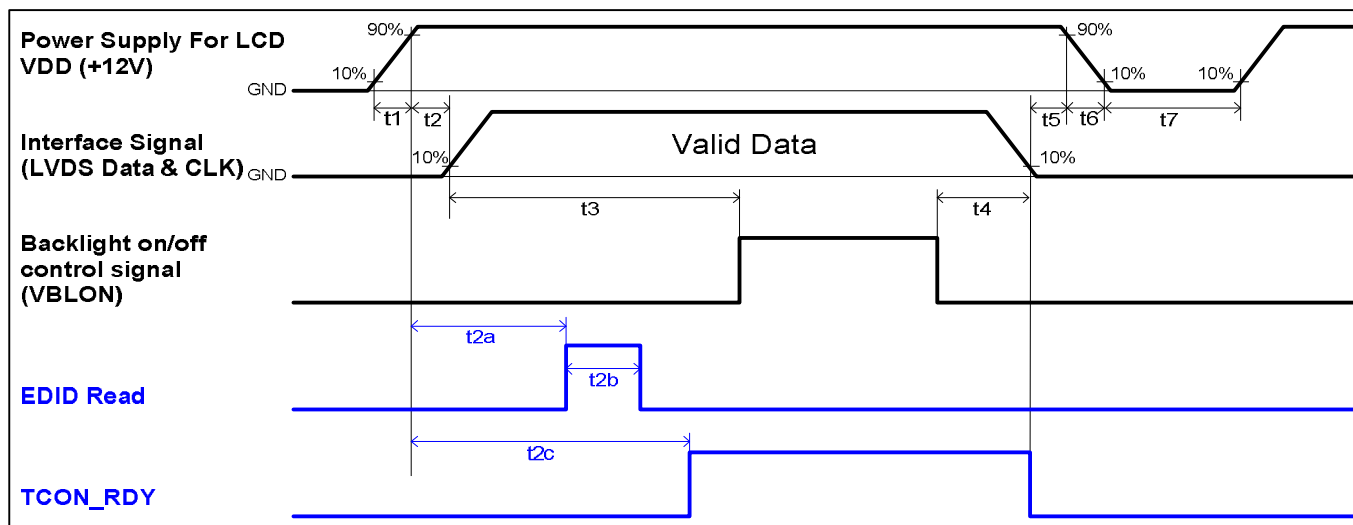 Power Supply For LCD
VDD (+12V)
90%
90%
10%
10%
10%
GND
t1
t2
t5
t6
t7
Interface Signal
(LVDS Data & CLK)
Valid Data
10%
10%
GND
t3
t4
Backlight on/off
control signal
(VBLON)
t2a
t2b
EDID Read
t2c
TCON_RDY